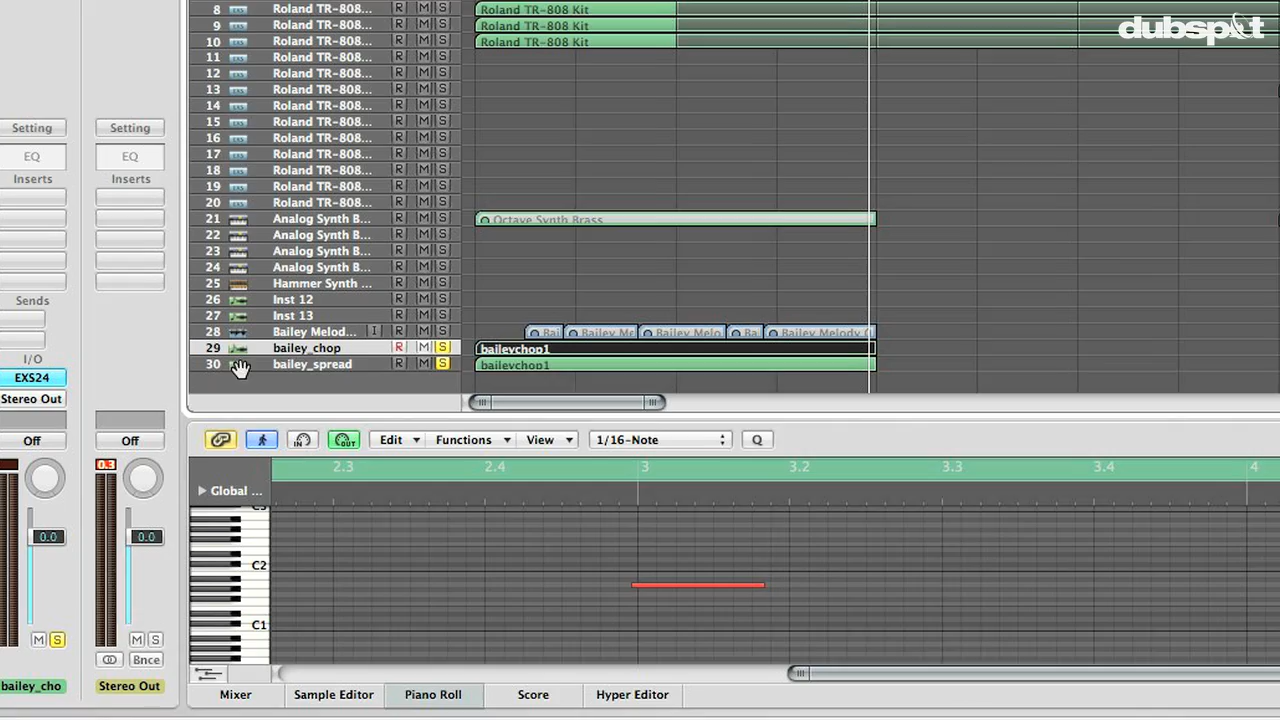 dubspot
8 Roland TR-808... R M S Roland TR-808 Kit
9 Roland TR-808... R M S Roland TR-808 Kit
10 Roland TR-808... R M S Roland TR-808 Kit
11 Roland TR-808... R M S
12 Roland TR-808... R M S
13 Roland TR-808... R M S
14 Roland TR-808... R M S
15 Roland TR-808... R M S
16 Roland TR-808... R M S
17 Roland TR-808... R M S
18 Roland TR-808... R M S
19 Roland TR-808... R M S
20 Roland TR-808... R M S
21 Analog Synth B... R M S Octave Synth Brass
22 Analog Synth B... R M S
23 Analog Synth B... R M S
24 Analog Synth B... R M S
25 Hammer Synth ... R M S
26 Inst 12 R M S
27 Inst 13 R M S
28 Bailey Melod... I R M S Bai Bailey Me Bailey Melo Ba Bailey Melody C
29 bailey_chop R M S baileychop1
30 bailey_spread R M S baileychop1
Setting Setting
EQ EQ
Inserts Inserts
Sends
I/O
EXS24
Stereo Out
Off Off
0.3
0.0 0.0
M S M S
Bnce
bailey_cho Stereo Out
IN OUT Edit Functions View 1/16-Note Q
2.3 2.4 3 3.2 3.3 3.4 4
Global ...
C3
C2
C1
Mixer Sample Editor Piano Roll Score Hyper Editor